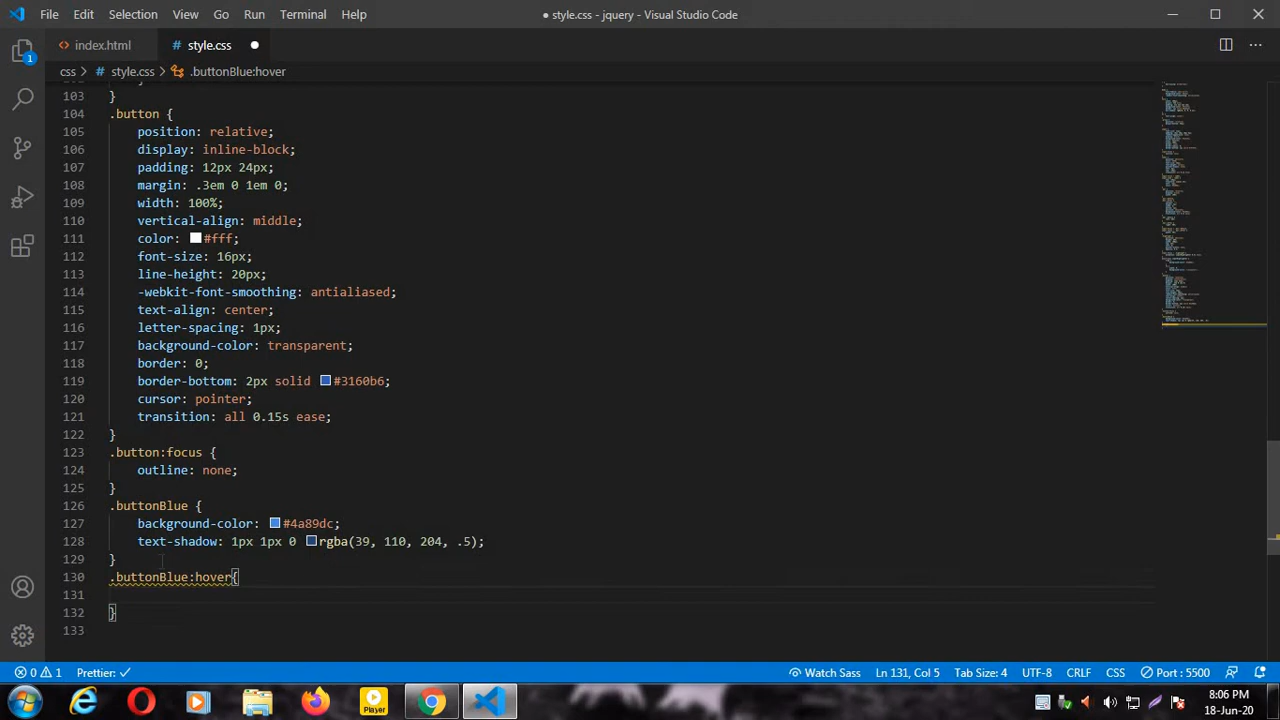 File Edit Selection View Go Run Terminal Help
● style.css - jquery - Visual Studio Code
index.html
# style.css
css > # style.css > .buttonBlue:hover
103 }
104 .button {
105 position: relative;
106 display: inline-block;
107 padding: 12px 24px;
108 margin: .3em 0 1em 0;
109 width: 100%;
110 vertical-align: middle;
111 color: #fff;
112 font-size: 16px;
113 line-height: 20px;
114 -webkit-font-smoothing: antialiased;
115 text-align: center;
116 letter-spacing: 1px;
117 background-color: transparent;
118 border: 0;
119 border-bottom: 2px solid #3160b6;
120 cursor: pointer;
121 transition: all 0.15s ease;
122 }
123 .button:focus {
124 outline: none;
125 }
126 .buttonBlue {
127 background-color: #4a89dc;
128 text-shadow: 1px 1px 0 rgba(39, 110, 204, .5);
129 }
130 .buttonBlue:hover{
131
132 }
133
1
0 1 Prettier: ✓
Watch Sass Ln 131, Col 5 Tab Size: 4 UTF-8 CRLF CSS Port : 5500
Player
8:06 PM
18-Jun-20